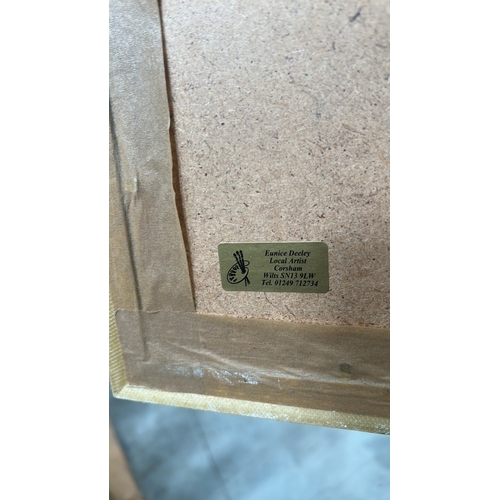 Eunice Deeley
Local Artist
Corsham
Wilts SN13 9LW
Tel. 01249 712734